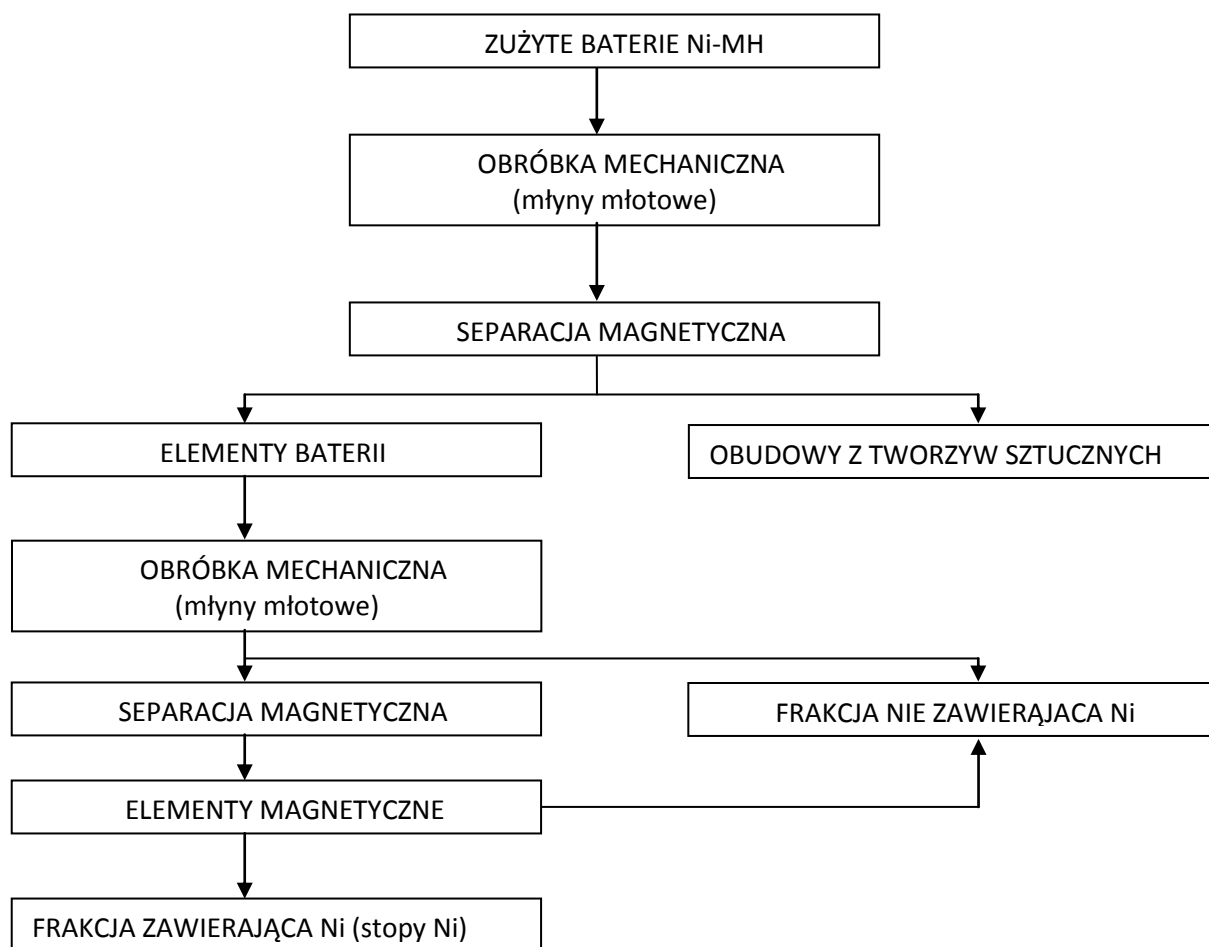 ZUŻYTE BATERIE Ni-MH
OBRÓBKA MECHANICZNA
(młyny młotowe)
SEPARACJA MAGNETYCZNA
ELEMENTY BATERII
OBUDOWY Z TWORZYW SZTUCZNYCH
OBRÓBKA MECHANICZNA
(młyny młotowe)
SEPARACJA MAGNETYCZNA
FRAKCJA NIE ZAWIERĄJACA Ni
ELEMENTY MAGNETYCZNE
FRAKCJA ZAWIERAJĄCA Ni (stopy Ni)